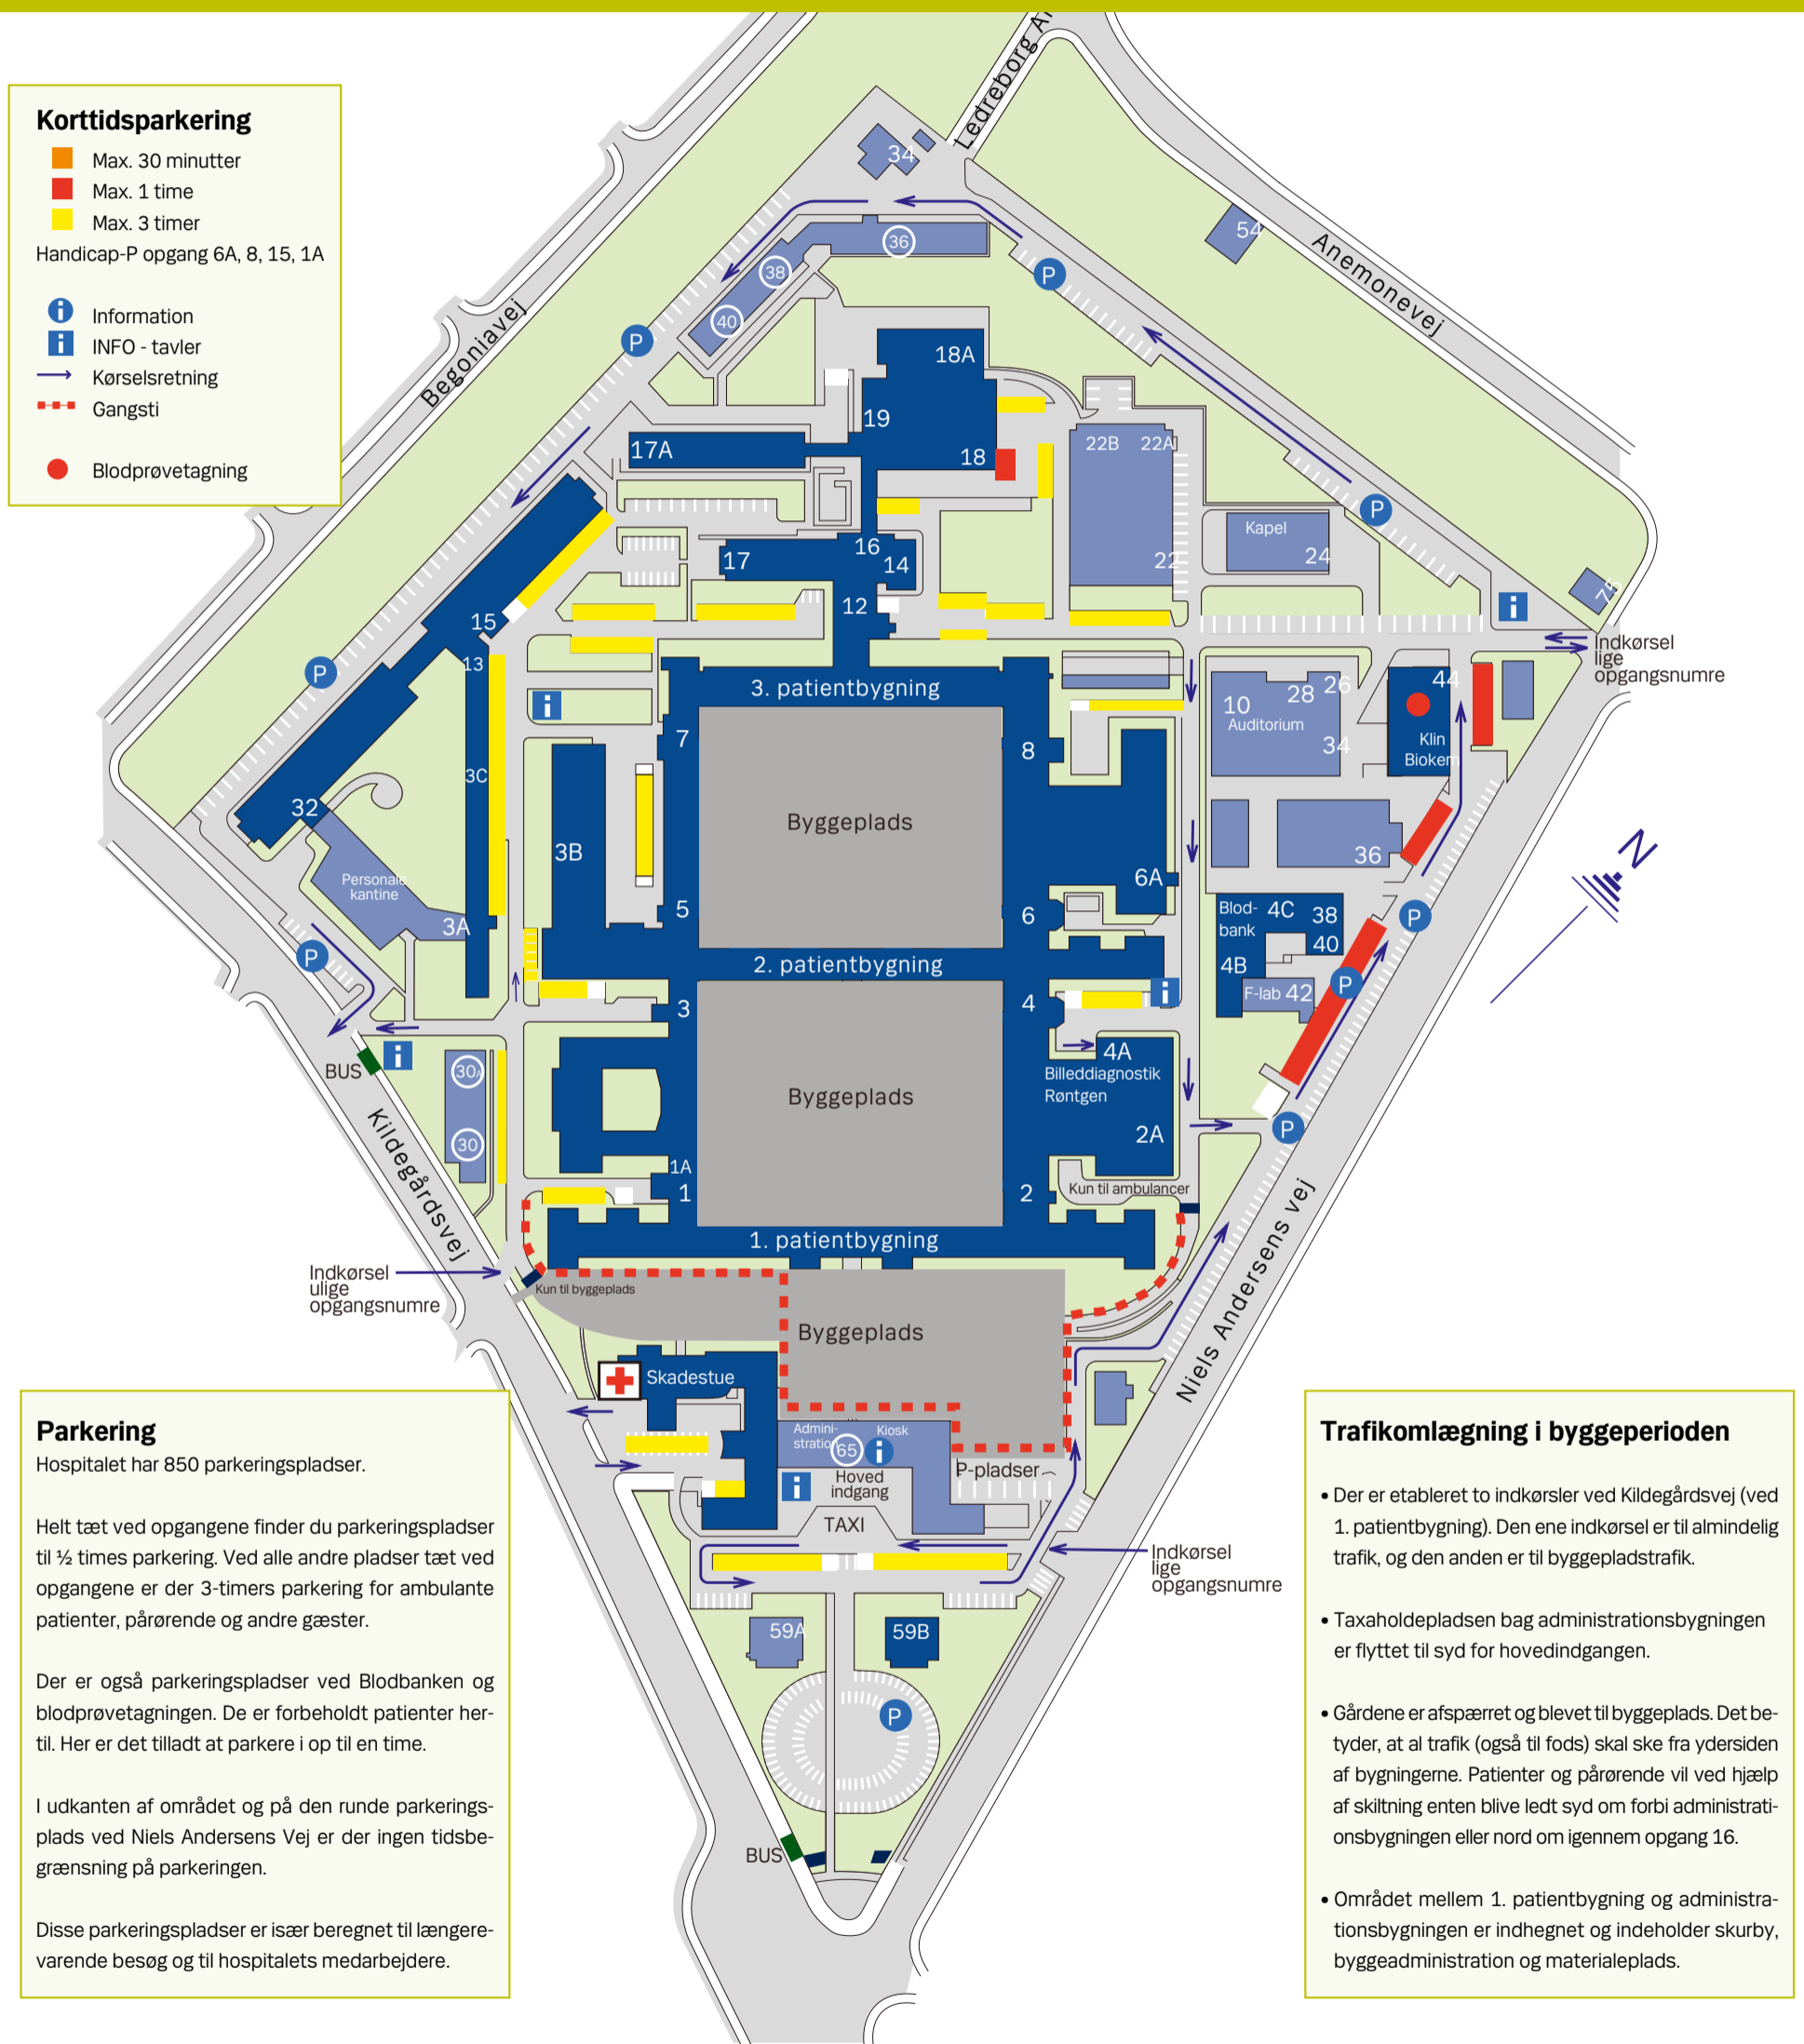 Korttidsparkering
Max. 30 minutter
Max. 1 time
Max. 3 timer
Handicap-P opgang 6A, 8, 15, 1A
Information
INFO - tavler
Kørselsretning
Gangsti
Blodprøvetagning
Ledreborg
34
54
Anemonevej
36
38
40
Begoniavej
P
P
18A
19
17A
18
22B 22A
P
Kapel
24
22
16
17
14
12
15
13
P
Indkørsel
lige
opgangsnumre
3. patientbygning
7
8
10
28
26
Auditorium
34
44
Klin
Biokem
3C
32
Byggeplads
3B
36
N
Personale
kantine
3A
6A
5
6
Blod-
bank
4C
38
40
4B
F-lab 42
P
P
P
2. patientbygning
3
4
4A
Billeddiagnostik
Røntgen
2A
P
BUS
30A
30
Kildegårdsvej
Byggeplads
1A
1
2
Kun til ambulancer
1. patientbygning
Indkørsel
ulige
opgangsnumre
Kun til byggeplads
Byggeplads
Niels Andersens vej
Skadestue
Admini-
stration
65
Kiosk
Hoved
indgang
P-pladser
TAXI
Indkørsel
lige
opgangsnumre
59A
59B
P
BUS
Parkering
Hospitalet har 850 parkeringspladser.
Helt tæt ved opgangene finder du parkeringspladser
til ½ times parkering. Ved alle andre pladser tæt ved
opgangene er der 3-timers parkering for ambulante
patienter, pårørende og andre gæster.
Der er også parkeringspladser ved Blodbanken og
blodprøvetagningen. De er forbeholdt patienter her-
til. Her er det tilladt at parkere i op til en time.
I udkanten af området og på den runde parkerings-
plads ved Niels Andersens Vej er der ingen tidsbe-
grænsning på parkeringen.
Disse parkeringspladser er især beregnet til længere-
varende besøg og til hospitalets medarbejdere.
Trafikomlægning i byggeperioden
• Der er etableret to indkørsler ved Kildegårdsvej (ved
1. patientbygning). Den ene indkørsel er til almindelig
trafik, og den anden er til byggepladstrafik.
• Taxaholdepladsen bag administrationsbygningen
er flyttet til syd for hovedindgangen.
• Gårdene er afspærret og blevet til byggeplads. Det be-
tyder, at al trafik (også til fods) skal ske fra ydersiden
af bygningerne. Patienter og pårørende vil ved hjælp
af skiltning enten blive ledt syd om forbi administrati-
onsbygningen eller nord om igennem opgang 16.
• Området mellem 1. patientbygning og administra-
tionsbygningen er indhegnet og indeholder skurby,
byggeadministration og materialeplads.